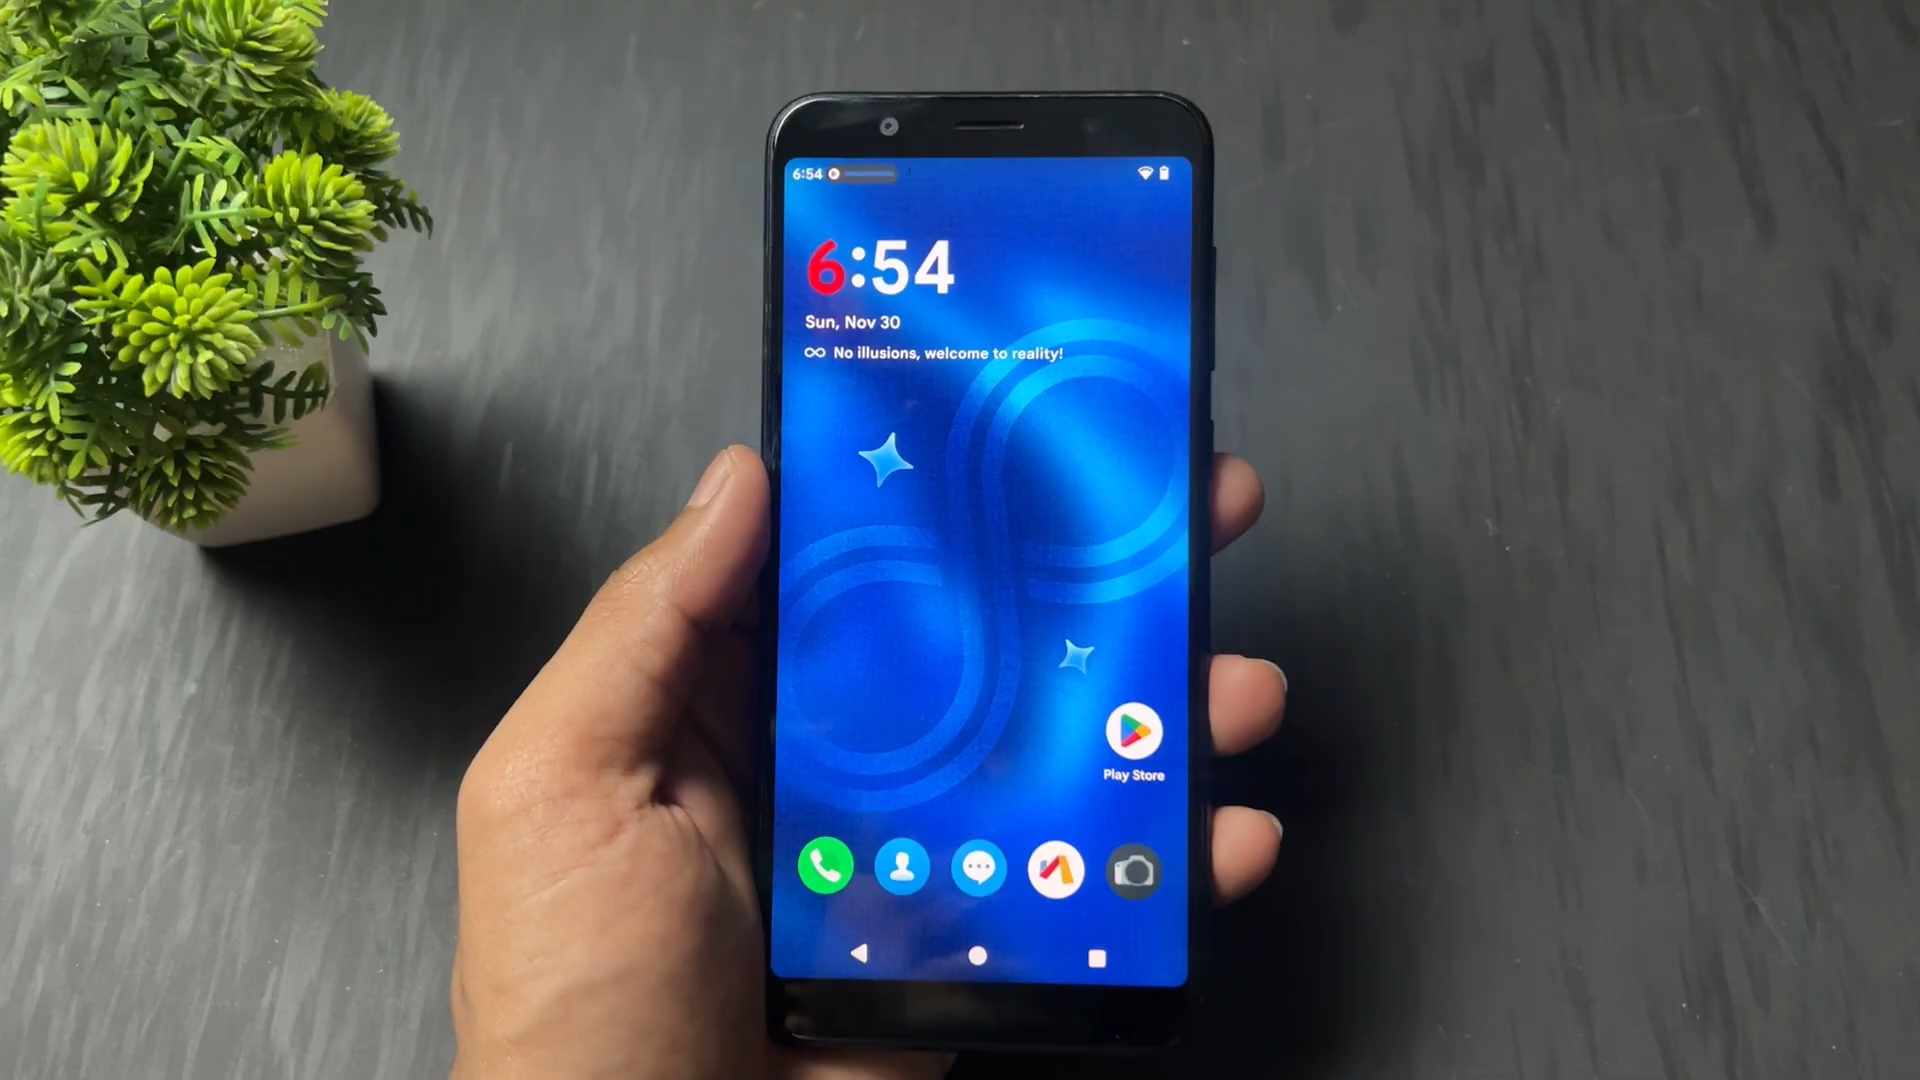 6:54
6:54
Sun, Nov 30
No illusions, welcome to reality!
Play Store